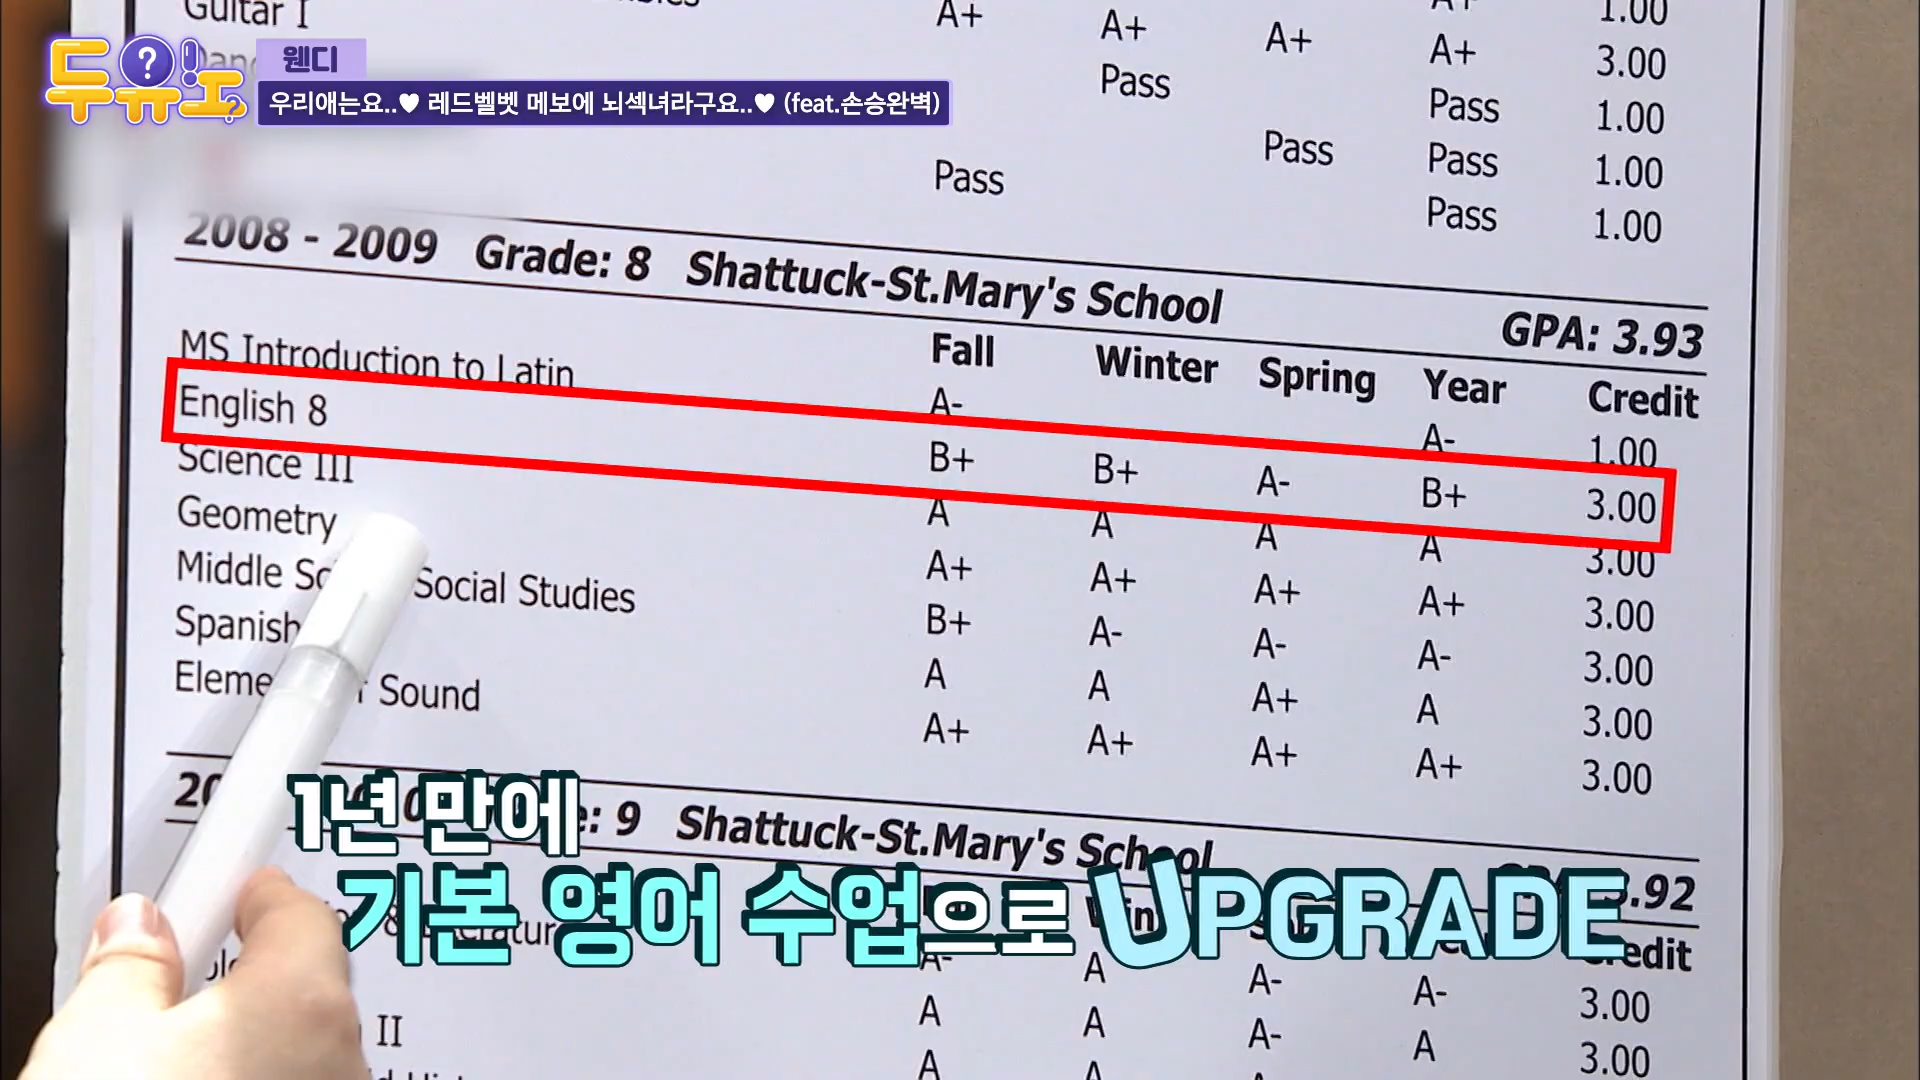 두유노?
웬디
우리애는요..♥ 레드벨벳 메보에 뇌섹녀라구요..♥ (feat.손승완벽)
Guitar I A+ A+ A+ A+ 3.00
Pass Pass 1.00
Pass Pass 1.00
Pass Pass 1.00
2008 - 2009 Grade: 8 Shattuck-St.Mary's School GPA: 3.93
Fall Winter Spring Year Credit
MS Introduction to Latin A- A- 1.00
English 8 B+ B+ A- B+ 3.00
Science III A A A A 3.00
Geometry A+ A+ A+ A+ 3.00
Middle Social Studies B+ A- A- A- 3.00
Spanish A A A+ A 3.00
Sound A+ A+ A+ A+ 3.00
9 Shattuck-St.Mary's School 3.92
Credit
A- A A- A- 3.00
II A A A- A 3.00
1년 만에
기본 영어 수업으로 UPGRADE